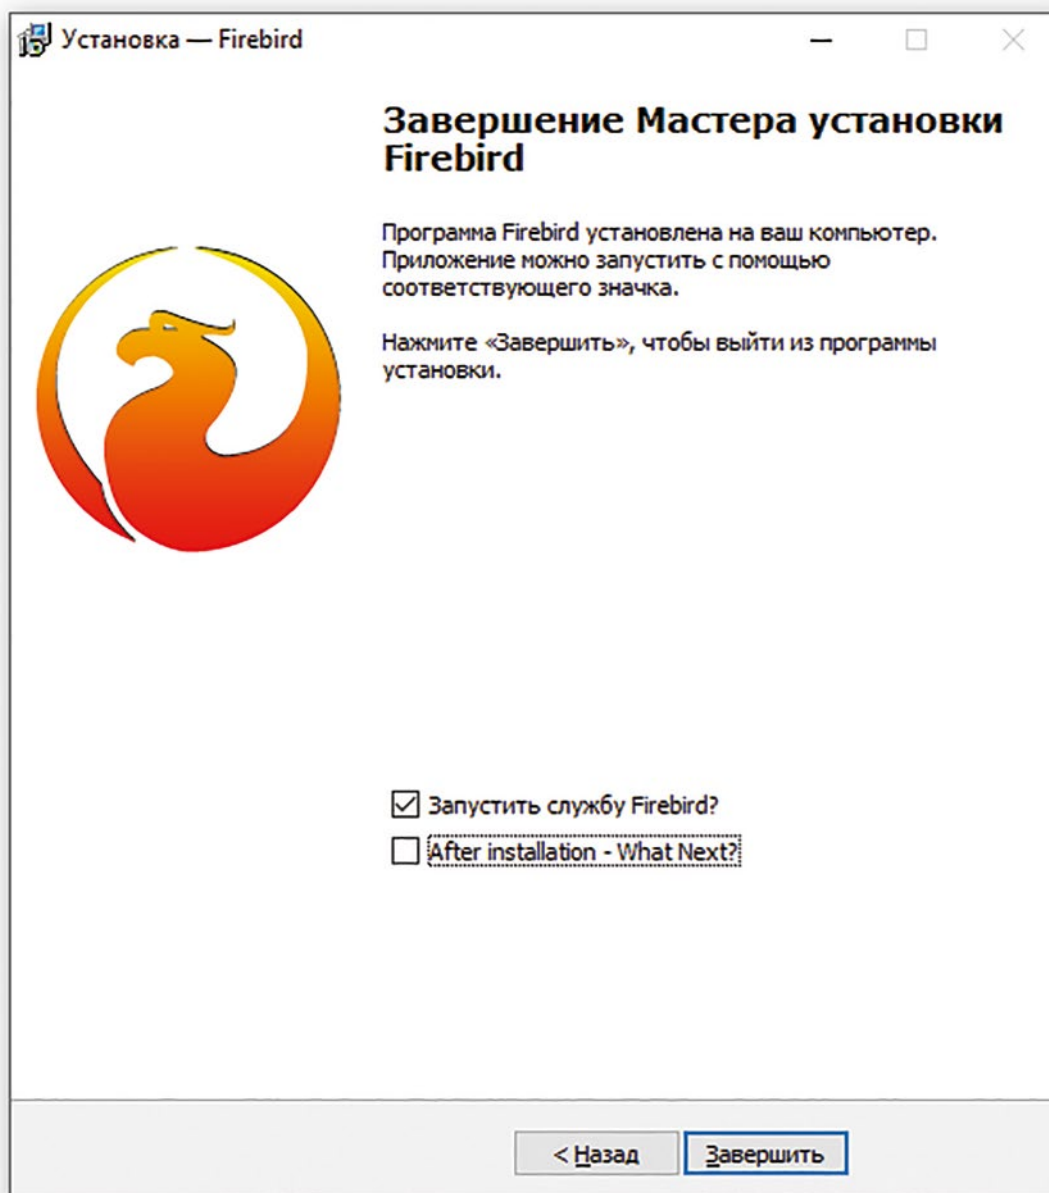 Установка — Firebird
Завершение Мастера установки
Firebird
Программа Firebird установлена на ваш компьютер.
Приложение можно запустить с помощью
соответствующего значка.
Нажмите «Завершить», чтобы выйти из программы
установки.
Запустить службу Firebird?
After installation - What Next?
< Назад
Завершить